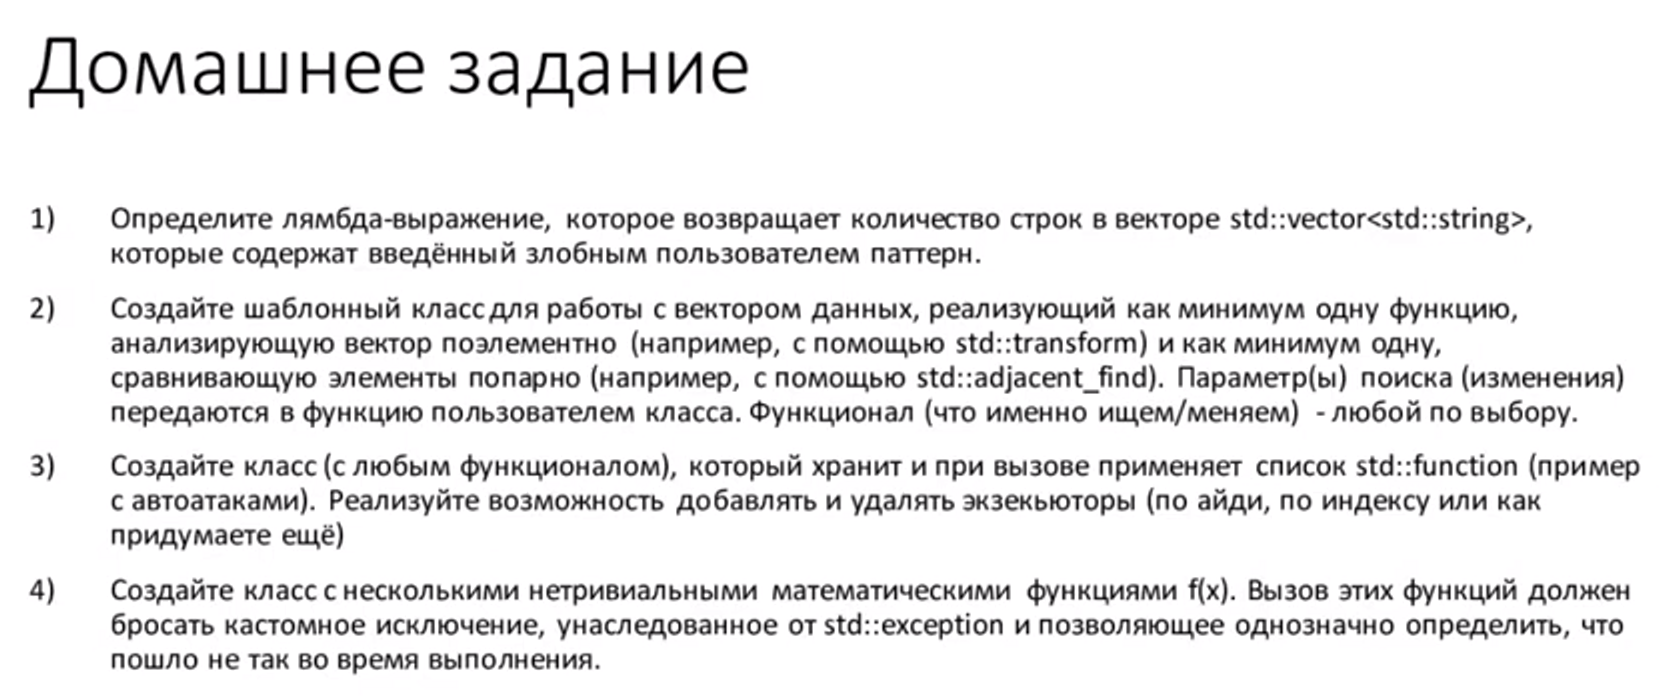 Домашнее задание
1) Определите лямбда-выражение, которое возвращает количество строк в векторе std::vector<std::string>,
которые содержат введённый злобным пользователем паттерн.
2) Создайте шаблонный класс для работы с вектором данных, реализующий как минимум одну функцию,
анализирующую вектор поэлементно (например, с помощью std::transform) и как минимум одну,
сравнивающую элементы попарно (например, с помощью std::adjacent_find). Параметр(ы) поиска (изменения)
передаются в функцию пользователем класса. Функционал (что именно ищем/меняем) - любой по выбору.
3) Создайте класс (с любым функционалом), который хранит и при вызове применяет список std::function (пример
с автоатаками). Реализуйте возможность добавлять и удалять экзекьюторы (по айди, по индексу или как
придумаете ещё)
4) Создайте класс с несколькими нетривиальными математическими функциями f(x). Вызов этих функций должен
бросать кастомное исключение, унаследованное от std::exception и позволяющее однозначно определить, что
пошло не так во время выполнения.